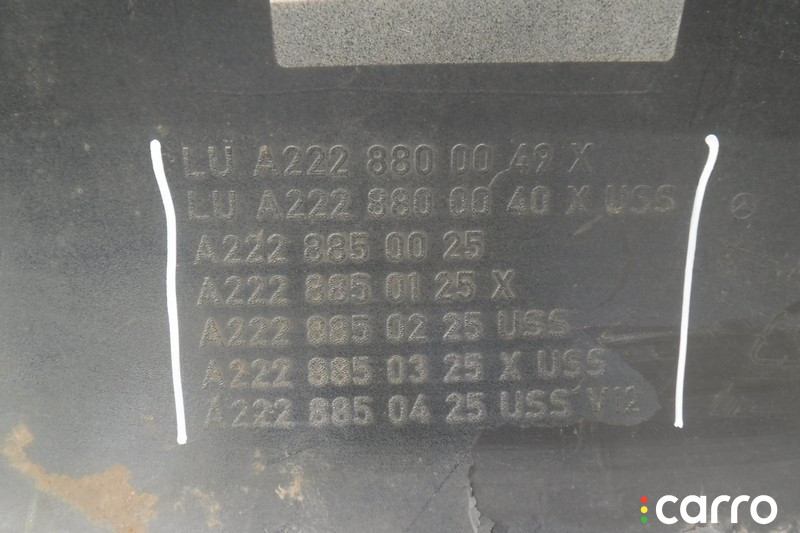 LU A222 880 00 49 X
LU A222 880 00 40 X USS
A222 885 00 25
A222 885 01 25 X
A222 885 02 25 USS
A222 885 03 25 X USS
A222 885 04 25 USS V12
carro